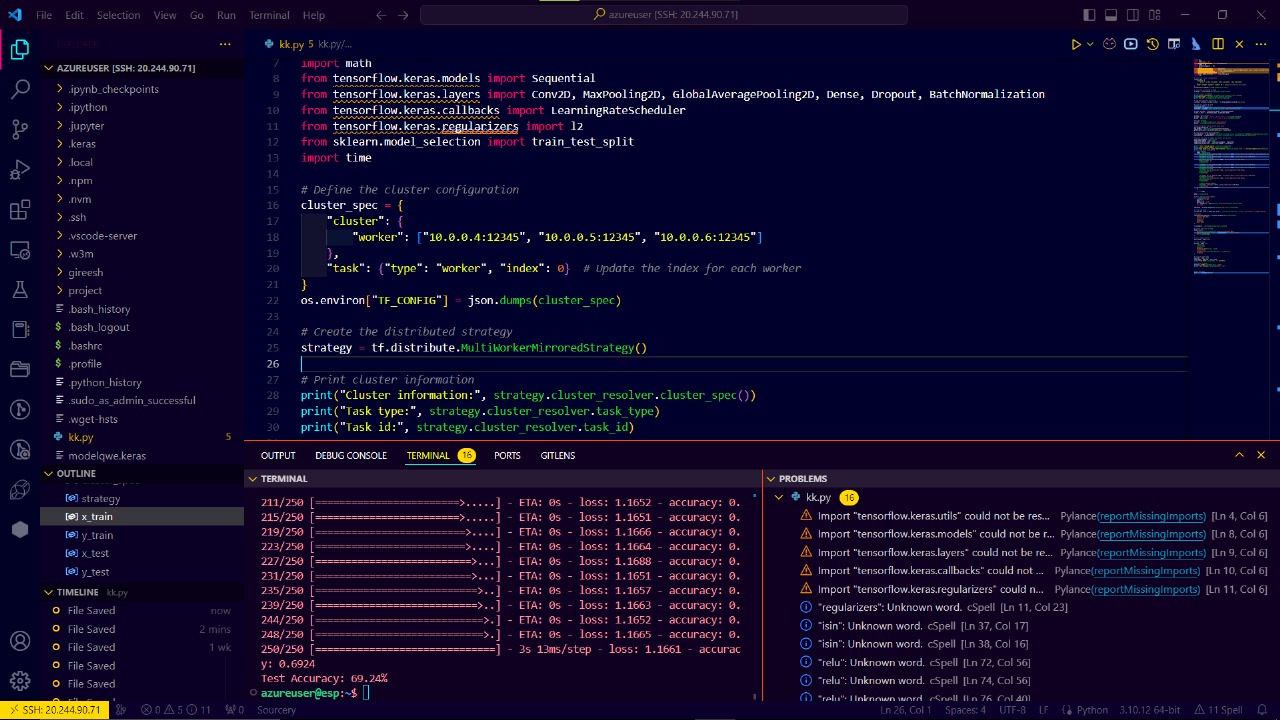 File Edit Selection View Go Run Terminal Help
azureuser [SSH: 20.244.90.71]
AZUREUSER [SSH: 20.244.90.71]
.ipynb_checkpoints
.ipython
.jupyter
.keras
.local
.npm
.nvm
.ssh
.vscode-server
.w3m
gireesh
project
.bash_history
$ .bash_logout
$ .bashrc
$ .profile
.python_history
.sudo_as_admin_successful
.wget-hsts
kk.py 5
modelqwe.keras
OUTLINE
strategy
x_train
y_train
x_test
y_test
TIMELINE kk.py
File Saved now
File Saved 2 mins
File Saved 1 wk
File Saved
File Saved
kk.py 5 kk.py/...
7 import math
8 from tensorflow.keras.models import Sequential
9 from tensorflow.keras.layers import Conv2D, MaxPooling2D, GlobalAveragePooling2D, Dense, Dropout, BatchNormalization
10 from tensorflow.keras.callbacks import LearningRateScheduler
11 from tensorflow.keras.regularizers import l2
12 from sklearn.model_selection import train_test_split
13 import time
14
15 # Define the cluster configuration
16 cluster_spec = {
17 "cluster": {
18 "worker": ["10.0.0.4:12345", "10.0.0.5:12345", "10.0.0.6:12345"]
19 },
20 "task": {"type": "worker", "index": 0} # Update the index for each worker
21 }
22 os.environ["TF_CONFIG"] = json.dumps(cluster_spec)
23
24 # Create the distributed strategy
25 strategy = tf.distribute.MultiWorkerMirroredStrategy()
26
27 # Print cluster information
28 print("Cluster information:", strategy.cluster_resolver.cluster_spec())
29 print("Task type:", strategy.cluster_resolver.task_type)
30 print("Task id:", strategy.cluster_resolver.task_id)
OUTPUT DEBUG CONSOLE TERMINAL 16 PORTS GITLENS
TERMINAL
211/250 [========================>.....] - ETA: 0s - loss: 1.1652 - accuracy: 0.
215/250 [========================>.....] - ETA: 0s - loss: 1.1651 - accuracy: 0.
219/250 [=========================>....] - ETA: 0s - loss: 1.1666 - accuracy: 0.
223/250 [=========================>....] - ETA: 0s - loss: 1.1664 - accuracy: 0.
227/250 [==========================>...] - ETA: 0s - loss: 1.1688 - accuracy: 0.
231/250 [==========================>...] - ETA: 0s - loss: 1.1651 - accuracy: 0.
235/250 [===========================>..] - ETA: 0s - loss: 1.1657 - accuracy: 0.
239/250 [===========================>..] - ETA: 0s - loss: 1.1663 - accuracy: 0.
244/250 [============================>.] - ETA: 0s - loss: 1.1652 - accuracy: 0.
248/250 [============================>.] - ETA: 0s - loss: 1.1665 - accuracy: 0.
250/250 [==============================] - 3s 13ms/step - loss: 1.1661 - accurac
y: 0.6924
Test Accuracy: 69.24%
azureuser@esp:~$
PROBLEMS
kk.py 16
Import "tensorflow.keras.utils" could not be res... Pylance(reportMissingImports) [Ln 4, Col 6]
Import "tensorflow.keras.models" could not be r... Pylance(reportMissingImports) [Ln 8, Col 6]
Import "tensorflow.keras.layers" could not be re... Pylance(reportMissingImports) [Ln 9, Col 6]
Import "tensorflow.keras.callbacks" could not ... Pylance(reportMissingImports) [Ln 10, Col 6]
Import "tensorflow.keras.regularizers" could n... Pylance(reportMissingImports) [Ln 11, Col 6]
"regularizers": Unknown word. cSpell [Ln 11, Col 23]
"isin": Unknown word. cSpell [Ln 37, Col 17]
"isin": Unknown word. cSpell [Ln 38, Col 16]
"relu": Unknown word. cSpell [Ln 72, Col 56]
"relu": Unknown word. cSpell [Ln 74, Col 56]
"relu": Unknown word. cSpell [Ln 76, Col 40]
SSH: 20.244.90.71 0 5 11 0 Sourcery Ln 26, Col 1 Spaces: 4 UTF-8 LF Python 3.10.12 64-bit 11 Spell